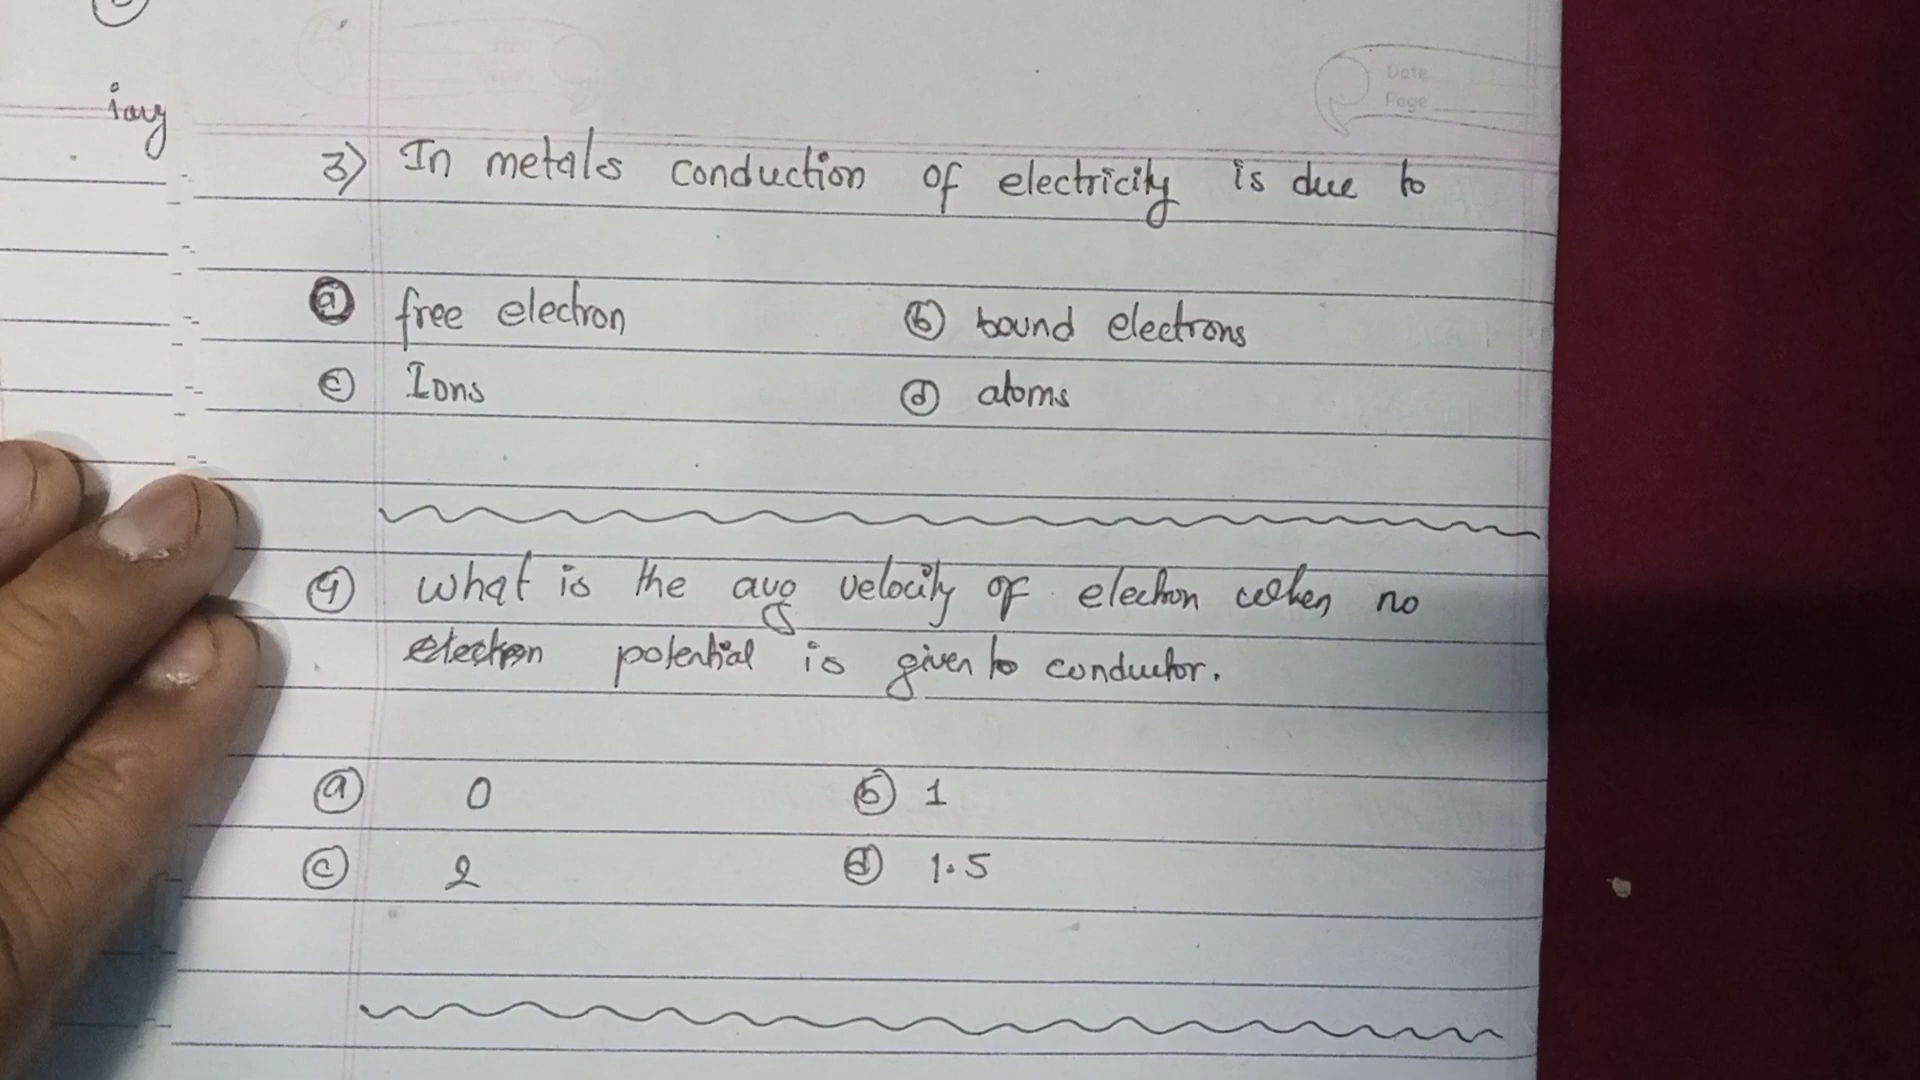 iary
Date
Page
3) In metals conduction of electricity is due to
(a) free electron (b) bound electrons
(c) Ions (d) atoms
(4) What is the avg velocity of electron when no
electron potential is given to conductor.
(a) 0 (b) 1
(c) 2 (d) 1.5